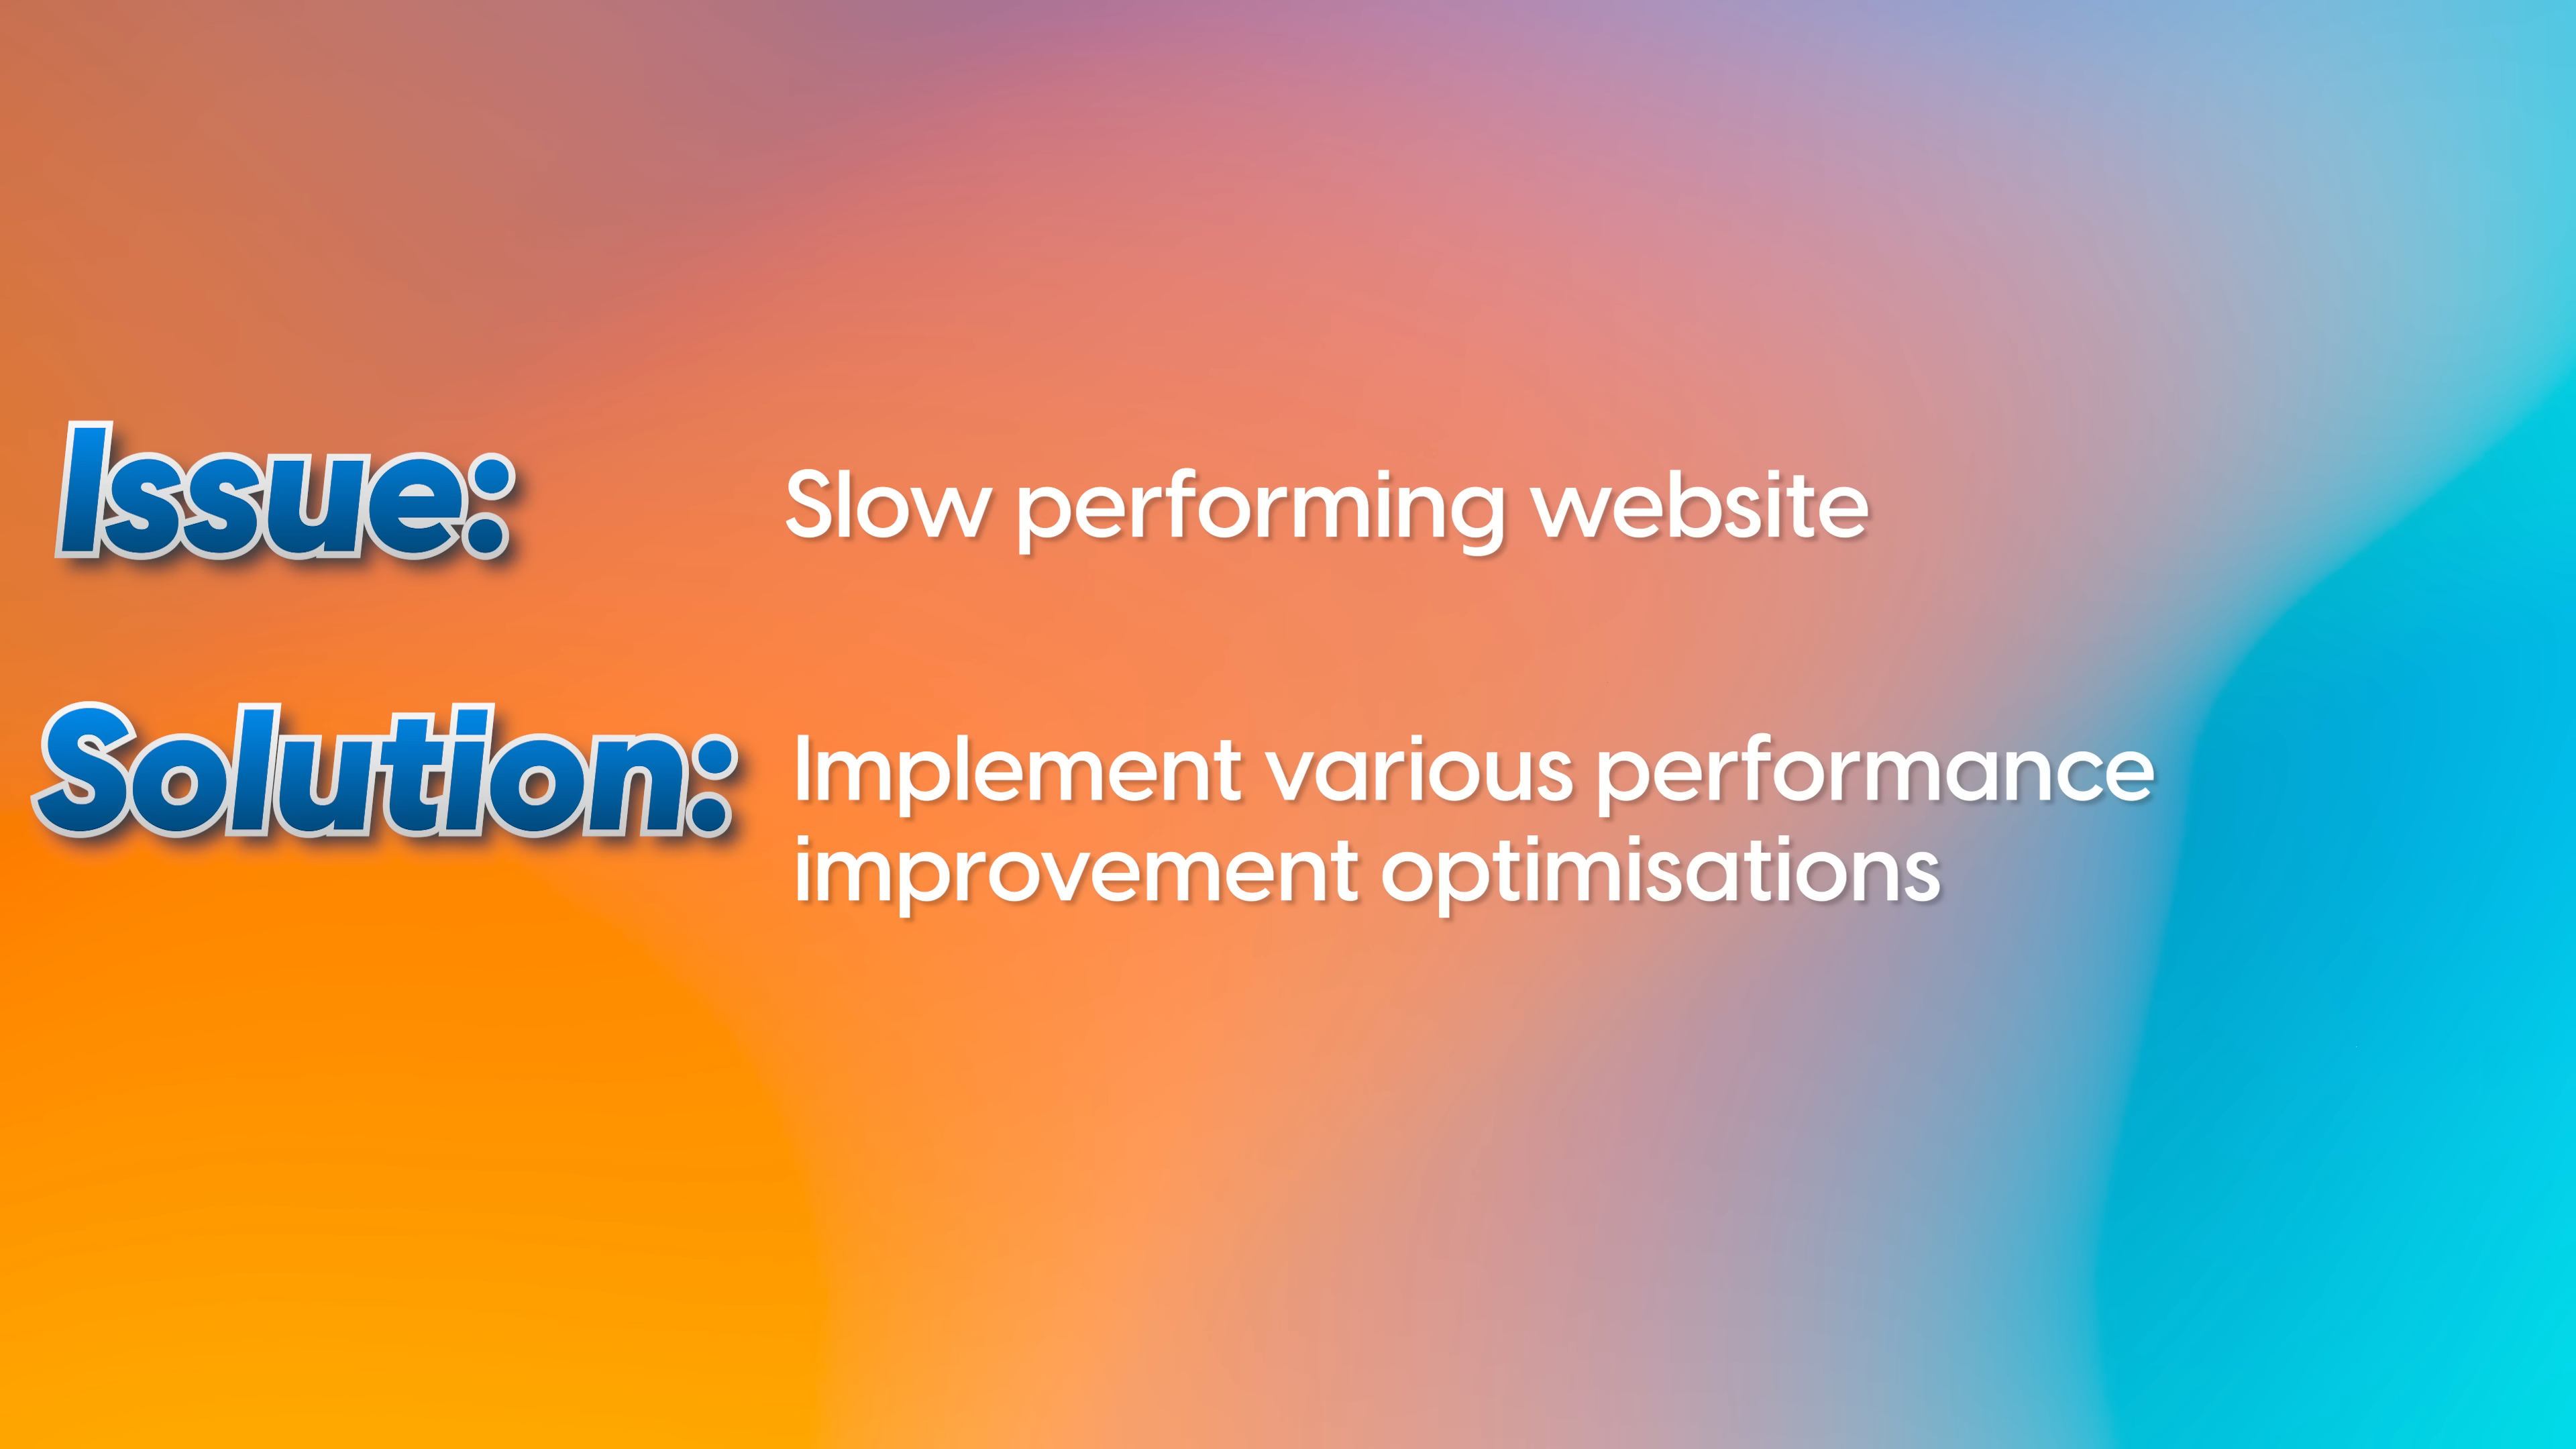 Issue: Slow performing website
Solution: Implement various performance
improvement optimisations